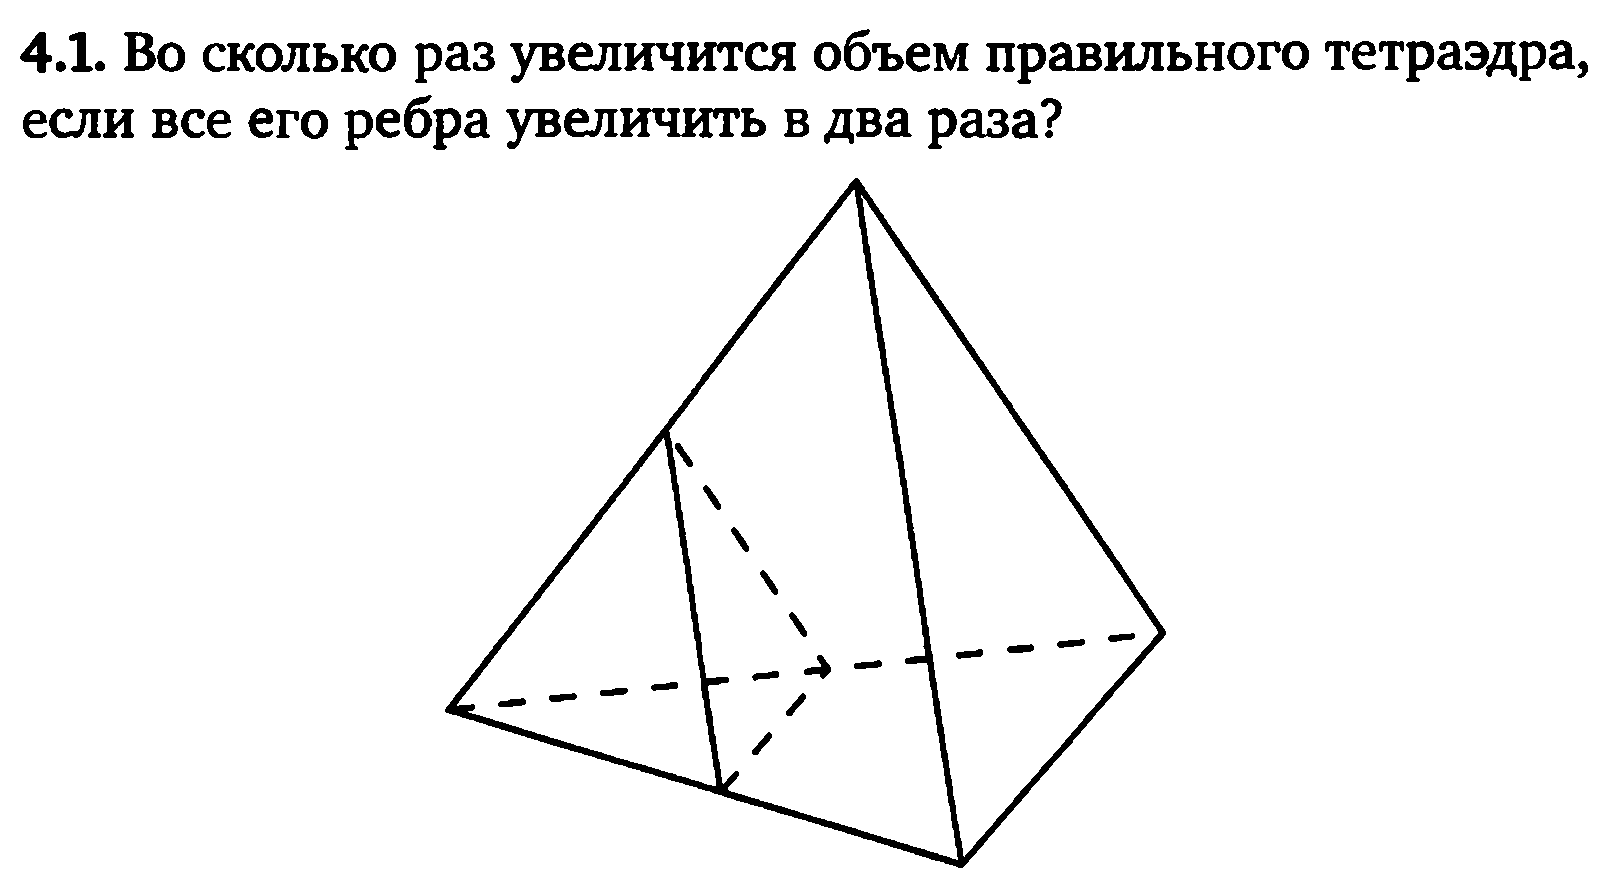 4.1. Во сколько раз увеличится объем правильного тетраэдра,
если все его ребра увеличить в два раза?